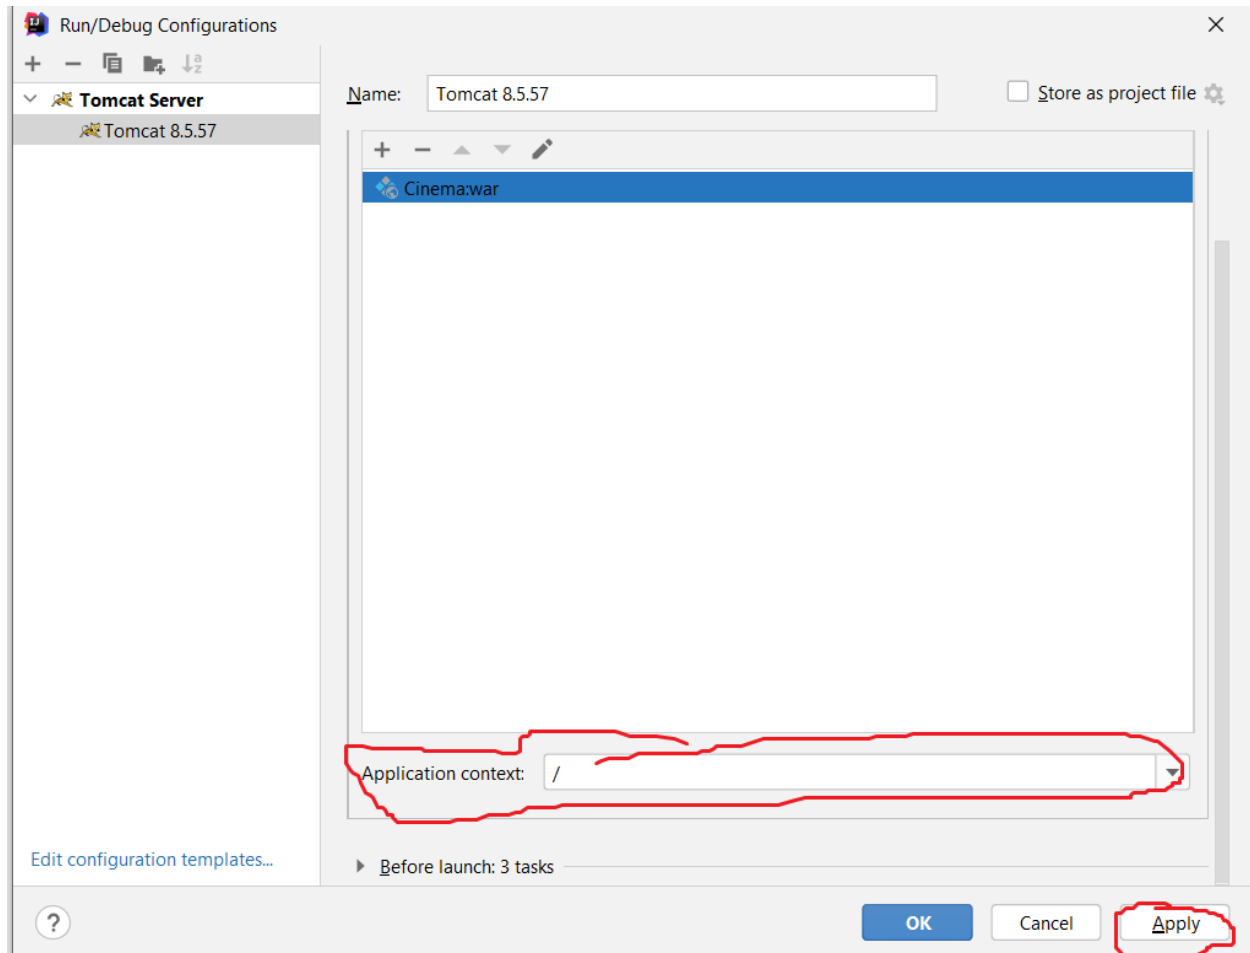 Run/Debug Configurations
Tomcat Server
Tomcat 8.5.57
Name: Tomcat 8.5.57
Store as project file
Cinema:war
Application context: /
Edit configuration templates...
Before launch: 3 tasks
?
OK
Cancel
Apply